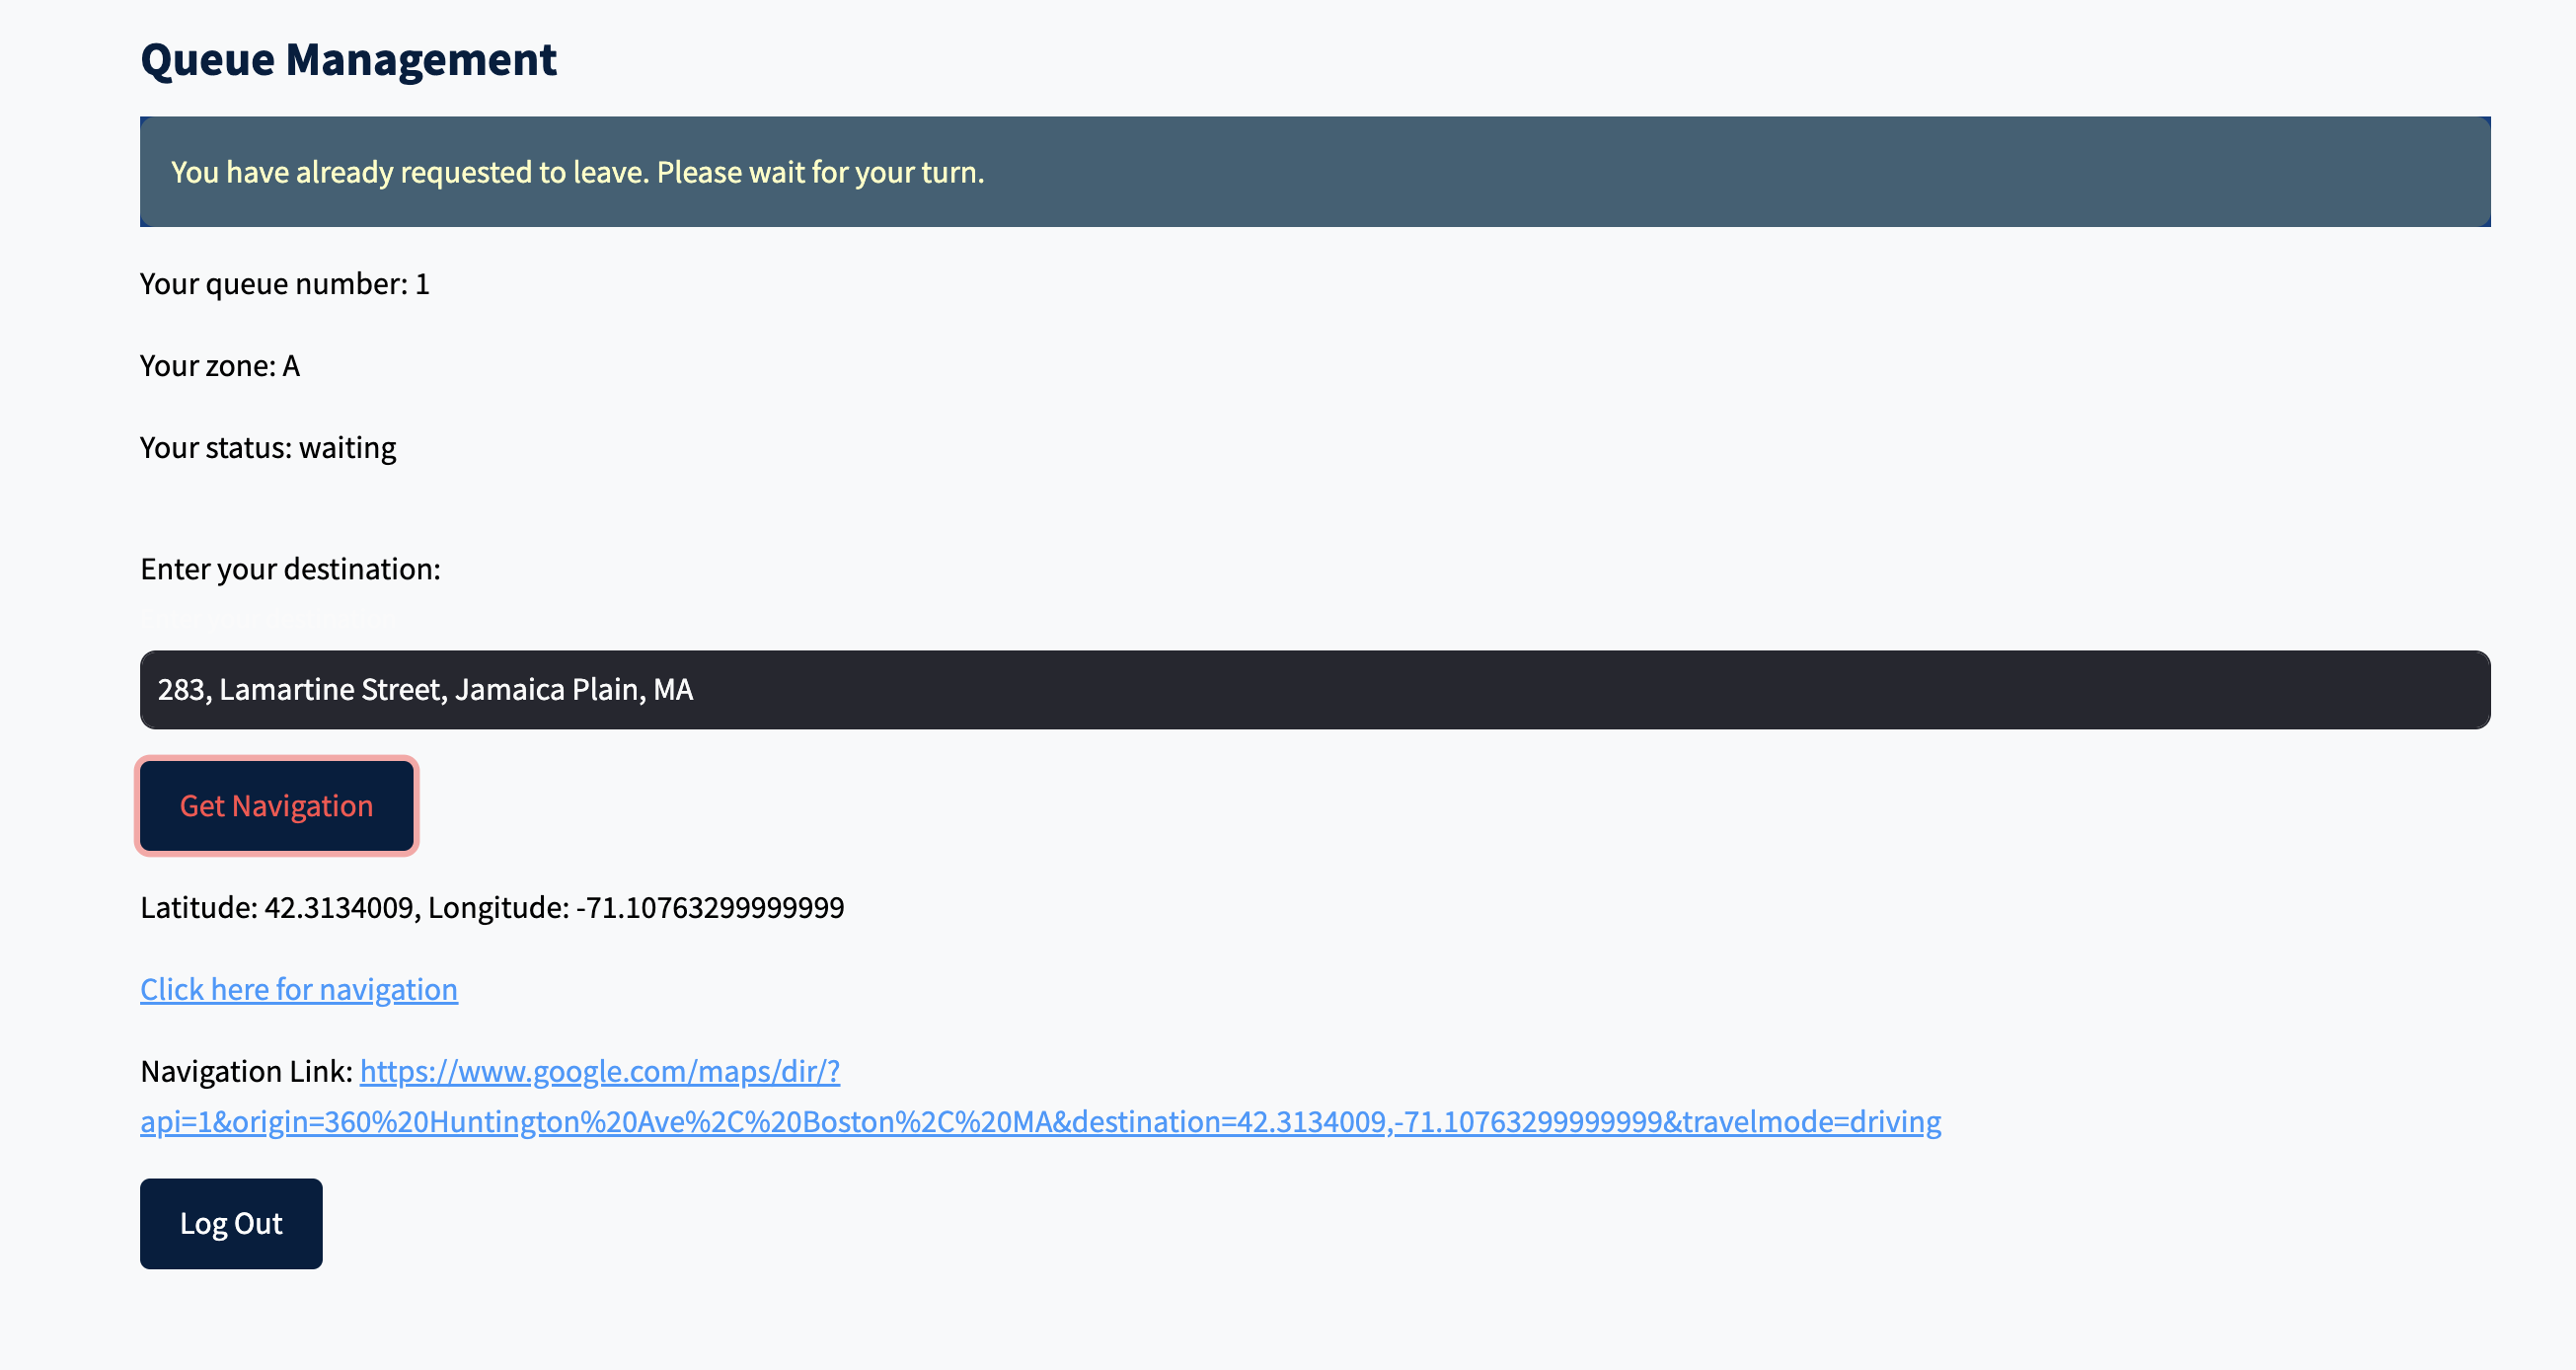 Queue Management
You have already requested to leave. Please wait for your turn.
Your queue number: 1
Your zone: A
Your status: waiting
Enter your destination:
283, Lamartine Street, Jamaica Plain, MA
Get Navigation
Latitude: 42.3134009, Longitude: -71.10763299999999
Click here for navigation
Navigation Link: https://www.google.com/maps/dir/?
api=1&origin=360%20Huntington%20Ave%2C%20Boston%2C%20MA&destination=42.3134009,-71.10763299999999&travelmode=driving
Log Out